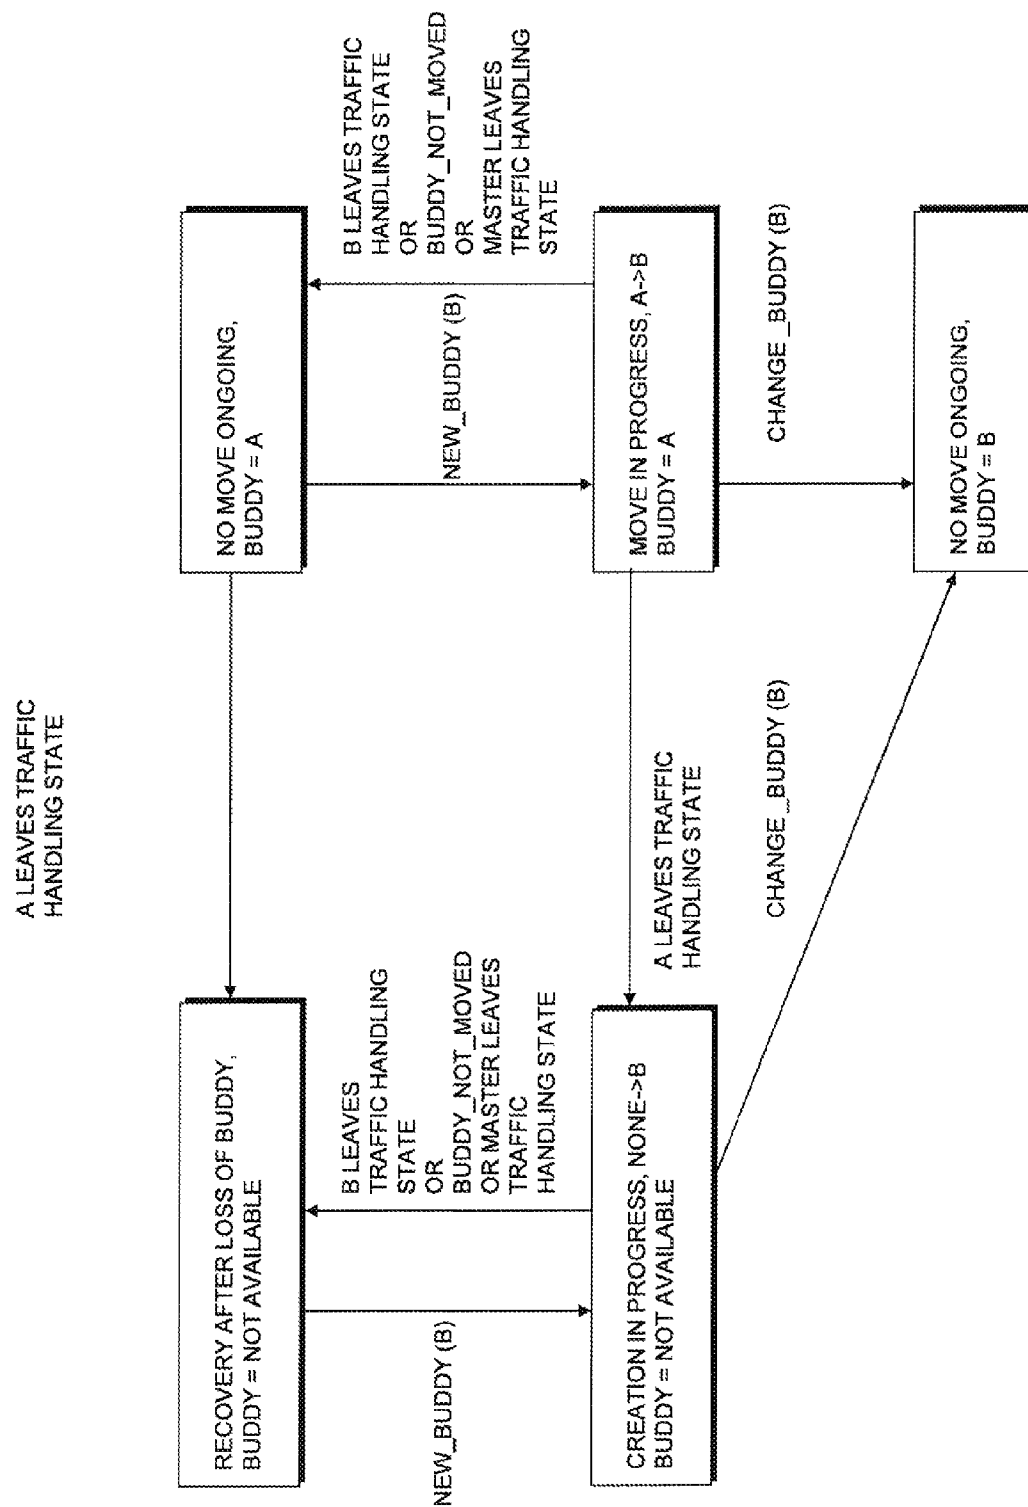 A LEAVES TRAFFIC
HANDLING STATE
RECOVERY AFTER LOSS OF BUDDY,
BUDDY = NOT AVAILABLE
NO MOVE ONGOING,
BUDDY = A
NEW_BUDDY (B)
B LEAVES
TRAFFIC HANDLING
STATE
OR
BUDDY_NOT_MOVED
OR MASTER LEAVES
TRAFFIC
HANDLING STATE
NEW_BUDDY (B)
B LEAVES TRAFFIC
HANDLING STATE
OR
BUDDY_NOT_MOVED
OR
MASTER LEAVES
TRAFFIC HANDLING
STATE
CREATION IN PROGRESS, NONE->B
BUDDY = NOT AVAILABLE
A LEAVES TRAFFIC
HANDLING STATE
MOVE IN PROGRESS, A->B
BUDDY = A
CHANGE_BUDDY (B)
CHANGE_BUDDY (B)
NO MOVE ONGOING,
BUDDY = B